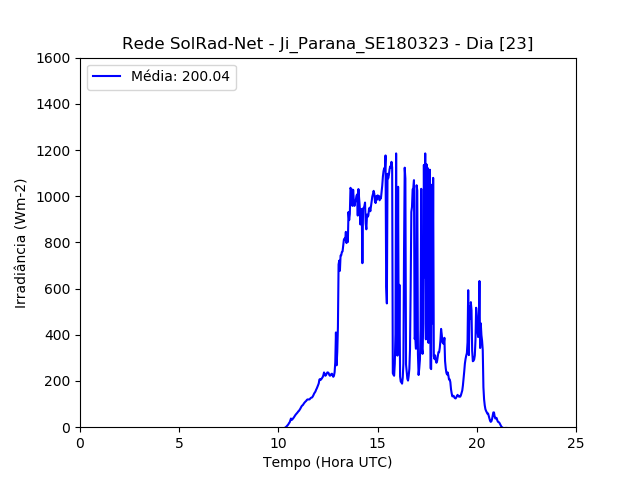 Rede SolRad-Net - Ji_Parana_SE180323 - Dia [23]
Média: 200.04
Irradiância (Wm-2)
1600
1400
1200
1000
800
600
400
200
0
0 5 10 15 20 25
Tempo (Hora UTC)